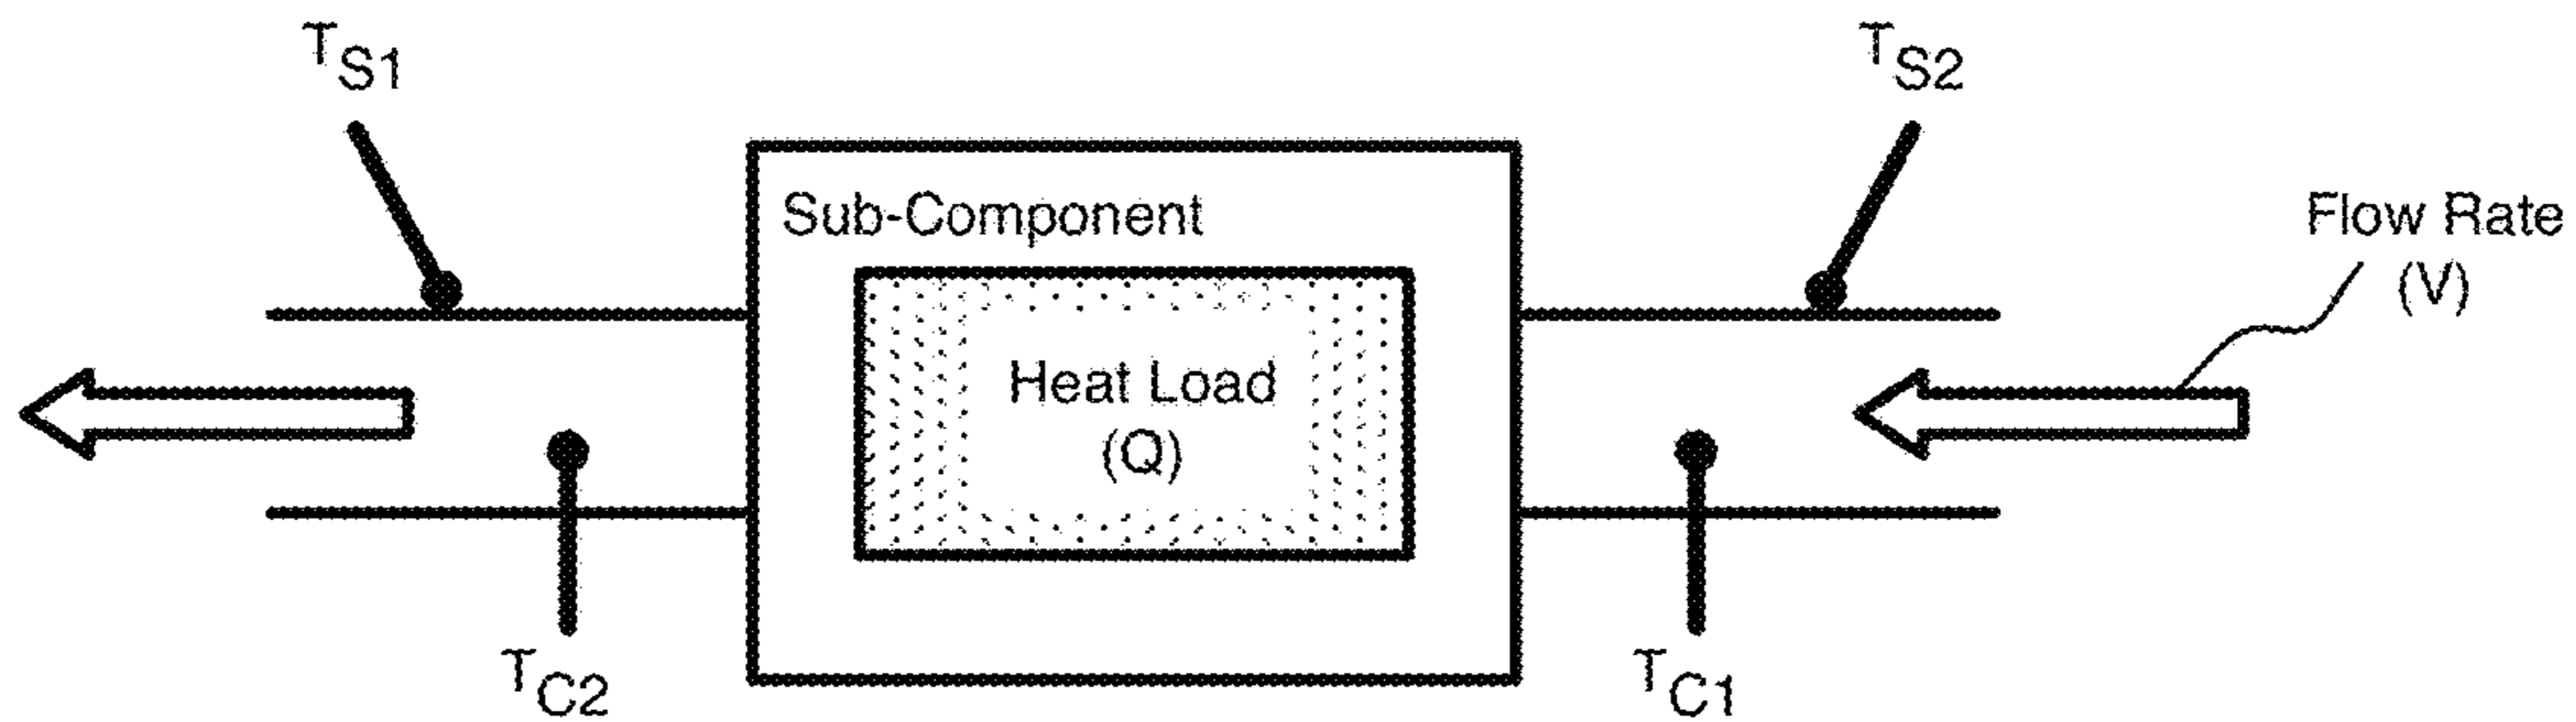 TS1
TS2
Sub-Component
Flow Rate
(V)
Heat Load
(Q)
TC2
TC1